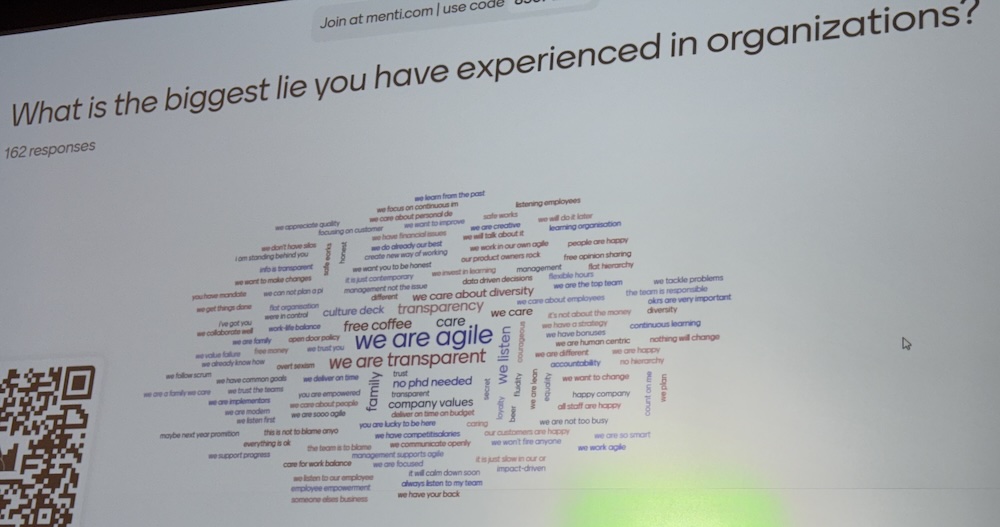 Join at menti.com | use code
What is the biggest lie you have experienced in organizations?
162 responses
we learn from the past
we focus on continuous im
listening employees
we care about personal de
safe works
we will do it later
we appreciate quality
focusing on customer
we want to improve
we are creative
learning organisation
we have financial issues
we will talk about it
we don't have silos
we do already our best
we work in our own agile
people are happy
i am standing behind you
safe works
honest
create new way of working
our product owners rock
free opinion sharing
info is transparent
we want you to be honest
we invest in learning
management
flat hierarchy
we want to make changes
it is just contemporary
data driven decisions
flexible hours
we tackle problems
you have mandate
we can not plan a pi
management not the issue
we are the top team
the team is responsible
different
we care about diversity
we care about employees
okrs are very important
we get things done
flat organisation
culture deck
transparency
we care
it's not about the money
diversity
were in control
i've got you
free coffee
care
we have a strategy
continuous learning
we collaborate well
work-life balance
we are agile
courageous
we have bonuses
nothing will change
we are family
open door policy
we listen
we are human centric
we value failure
free money
we trust you
we are transparent
we are different
we are happy
we already know how
overt sexism
accountability
no hierarchy
we follow scrum
we have common goals
we deliver on time
family
trust
no phd needed
secret
fluidity
we are lean
equality
we want to change
count on me
we plan
we are a family we care
we trust the teams
you are empowered
transparent
happy company
we are implementors
we care about people
company values
loyalty
beer
all staff are happy
we are modern
we are sooo agile
deliver on time on budget
we listen first
you are lucky to be here
caring
we are not too busy
maybe next year promition
this is not to blame anyo
we have competitisalaries
our customers are happy
we are so smart
everything is ok
the team is to blame
we communicate openly
we won't fire anyone
we work agile
we support progress
management supports agile
it is just slow in our or
care for work balance
we are focused
it will calm down soon
impact-driven
we listen to our employee
always listen to my team
employee empowerment
we have your back
someone elses business